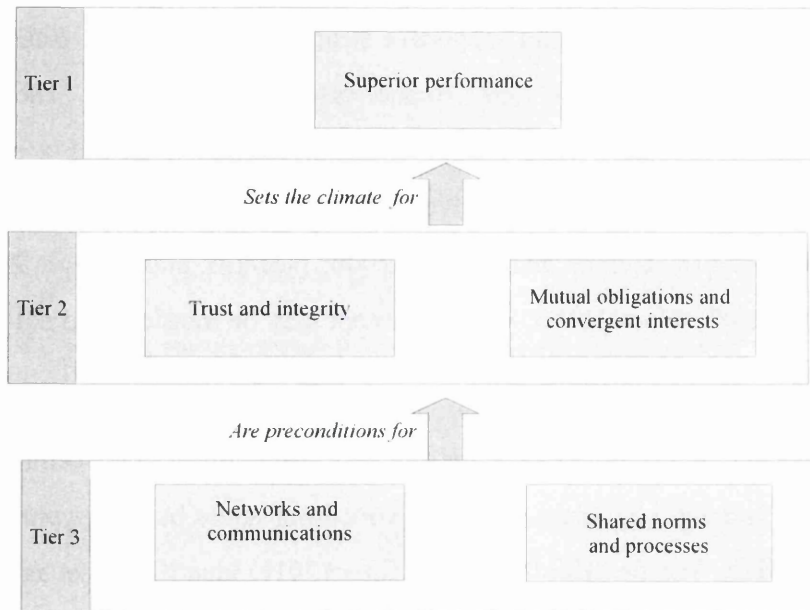 Tier 1
Superior performance
Sets the climate for
Tier 2
Trust and integrity
Mutual obligations and
convergent interests
Are preconditions for
Tier 3
Networks and
communications
Shared norms
and processes